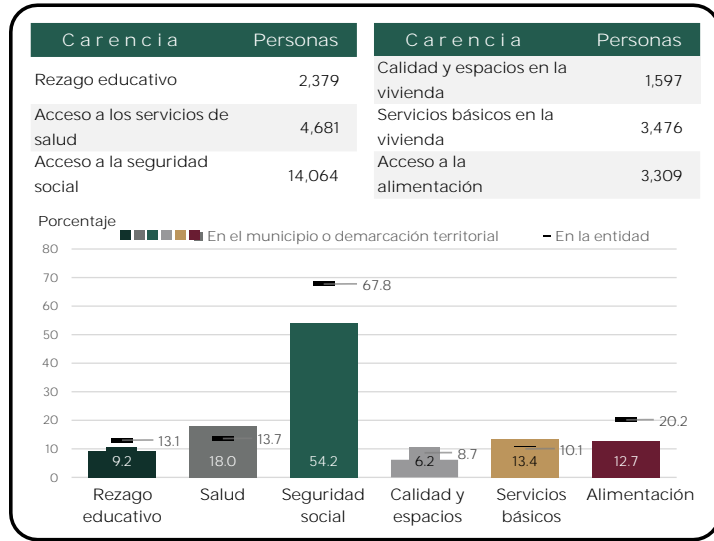 Carencia Personas
Rezago educativo 2,379
Acceso a los servicios de
salud 4,681
Acceso a la seguridad
social 14,064
Carencia Personas
Calidad y espacios en la
vivienda 1,597
Servicios básicos en la
vivienda 3,476
Acceso a la
alimentación 3,309
Porcentaje
En el municipio o demarcación territorial
En la entidad
80
70
60
50
40
30
20
10
0
13.1
9.2
13.7
18.0
67.8
54.2
8.7
6.2
10.1
13.4
20.2
12.7
Rezago
educativo
Salud
Seguridad
social
Calidad y
espacios
Servicios
básicos
Alimentación